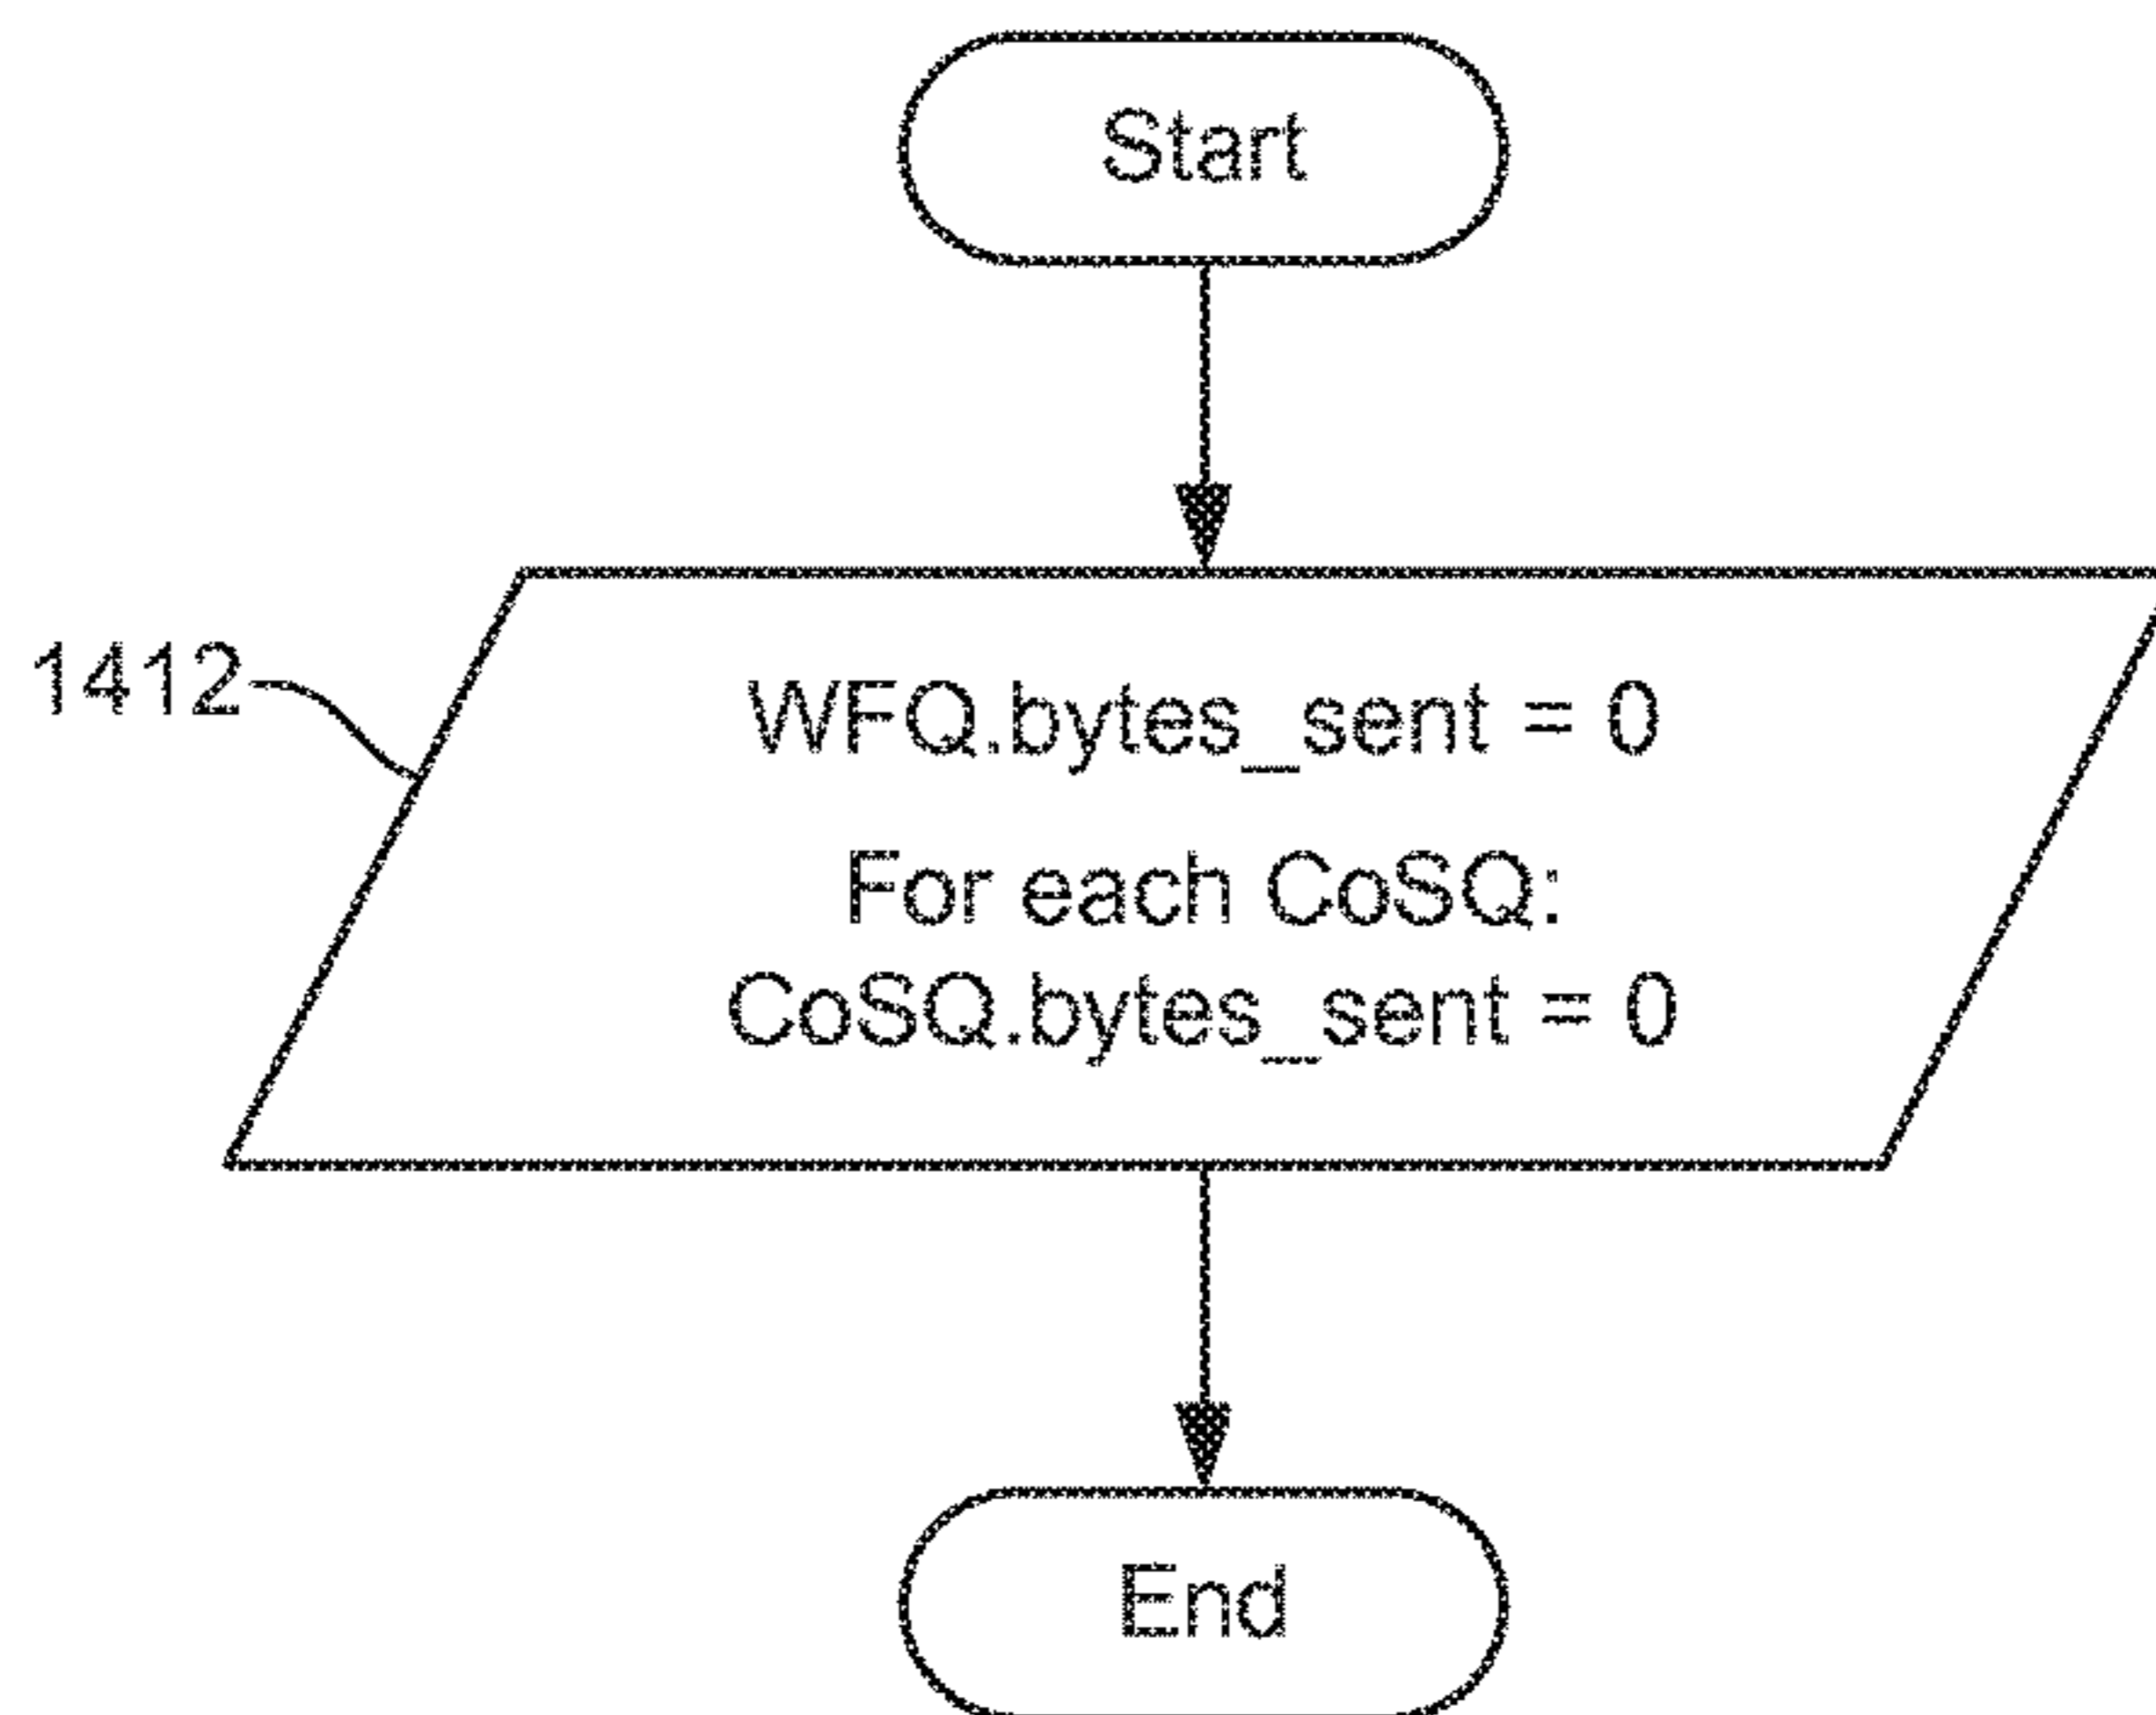 Start
1412
WFQ.bytes_sent = 0
For each CoSQ:
CoSQ.bytes_sent = 0
End